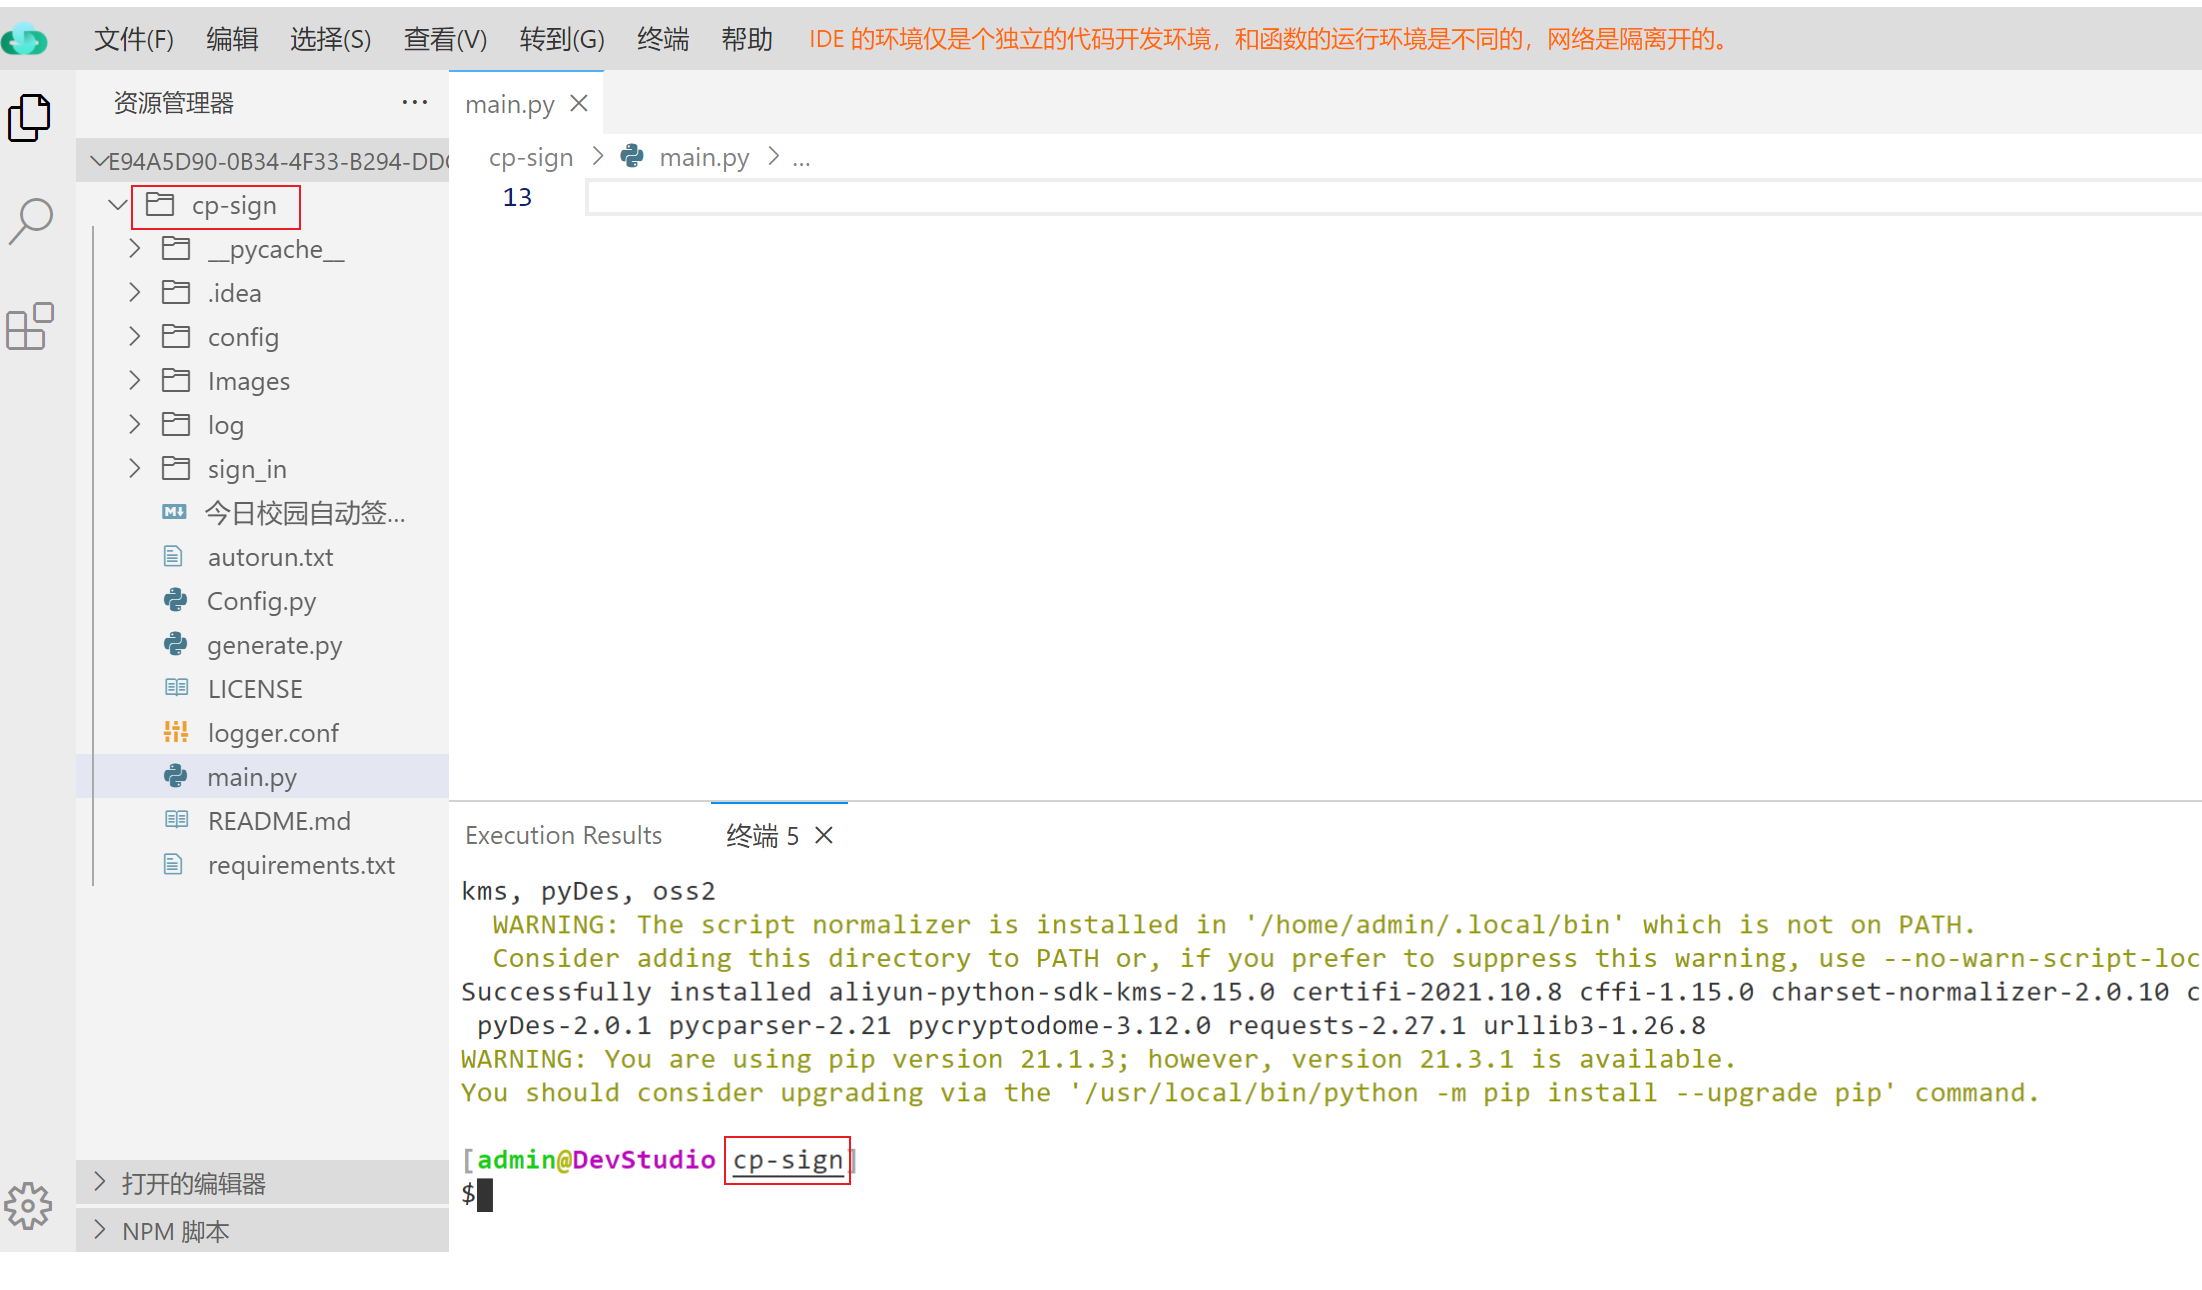 文件(F) 编辑 选择(S) 查看(V) 转到(G) 终端 帮助 IDE 的环境仅是个独立的代码开发环境，和函数的运行环境是不同的，网络是隔离开的。
资源管理器 ...
E94A5D90-0B34-4F33-B294-DD
cp-sign
__pycache__
.idea
config
Images
log
sign_in
今日校园自动签...
autorun.txt
Config.py
generate.py
LICENSE
logger.conf
main.py
README.md
requirements.txt
打开的编辑器
NPM 脚本
main.py
cp-sign > main.py > ...
13
Execution Results 终端 5
kms, pyDes, oss2
WARNING: The script normalizer is installed in '/home/admin/.local/bin' which is not on PATH.
Consider adding this directory to PATH or, if you prefer to suppress this warning, use --no-warn-script-loc
Successfully installed aliyun-python-sdk-kms-2.15.0 certifi-2021.10.8 cffi-1.15.0 charset-normalizer-2.0.10 c
pyDes-2.0.1 pycparser-2.21 pycryptodome-3.12.0 requests-2.27.1 urllib3-1.26.8
WARNING: You are using pip version 21.1.3; however, version 21.3.1 is available.
You should consider upgrading via the '/usr/local/bin/python -m pip install --upgrade pip' command.
[admin@DevStudio cp-sign]
$